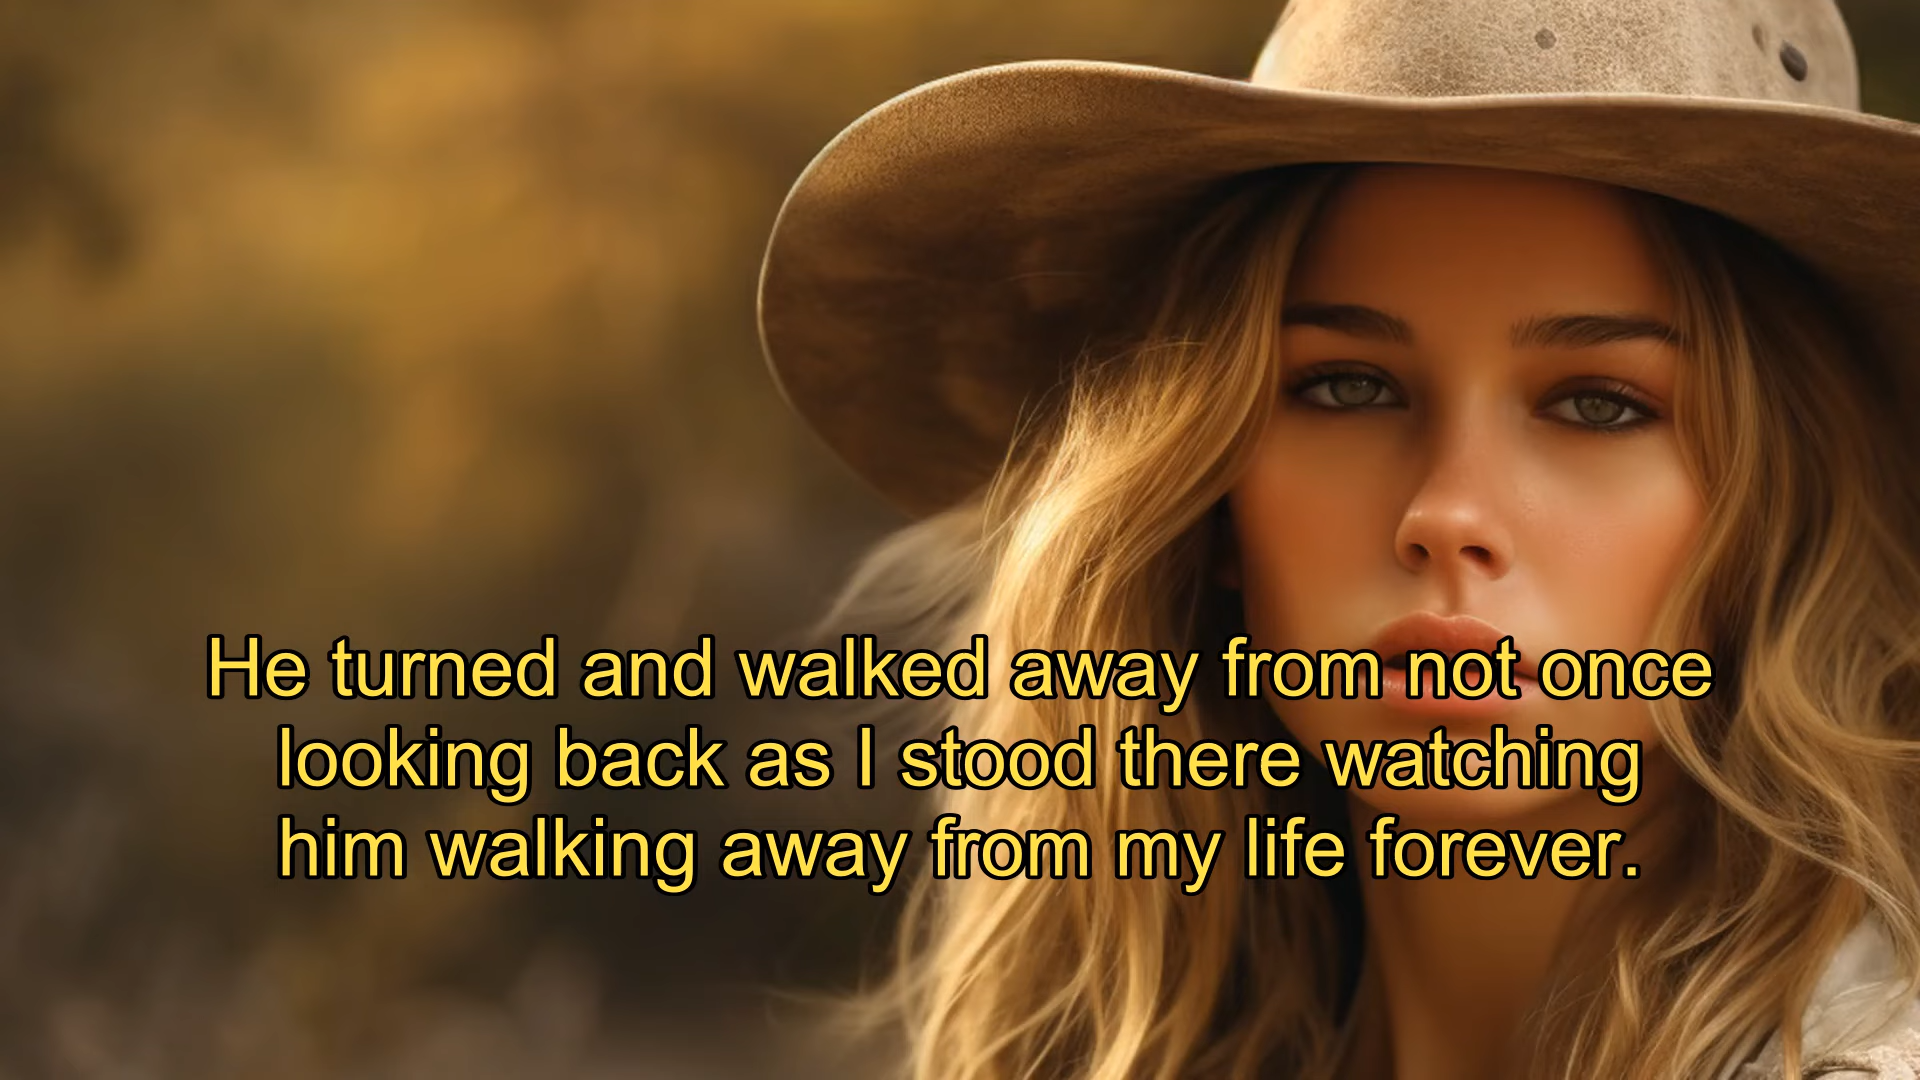 He turned and walked away from not once
looking back as I stood there watching
him walking away from my life forever.